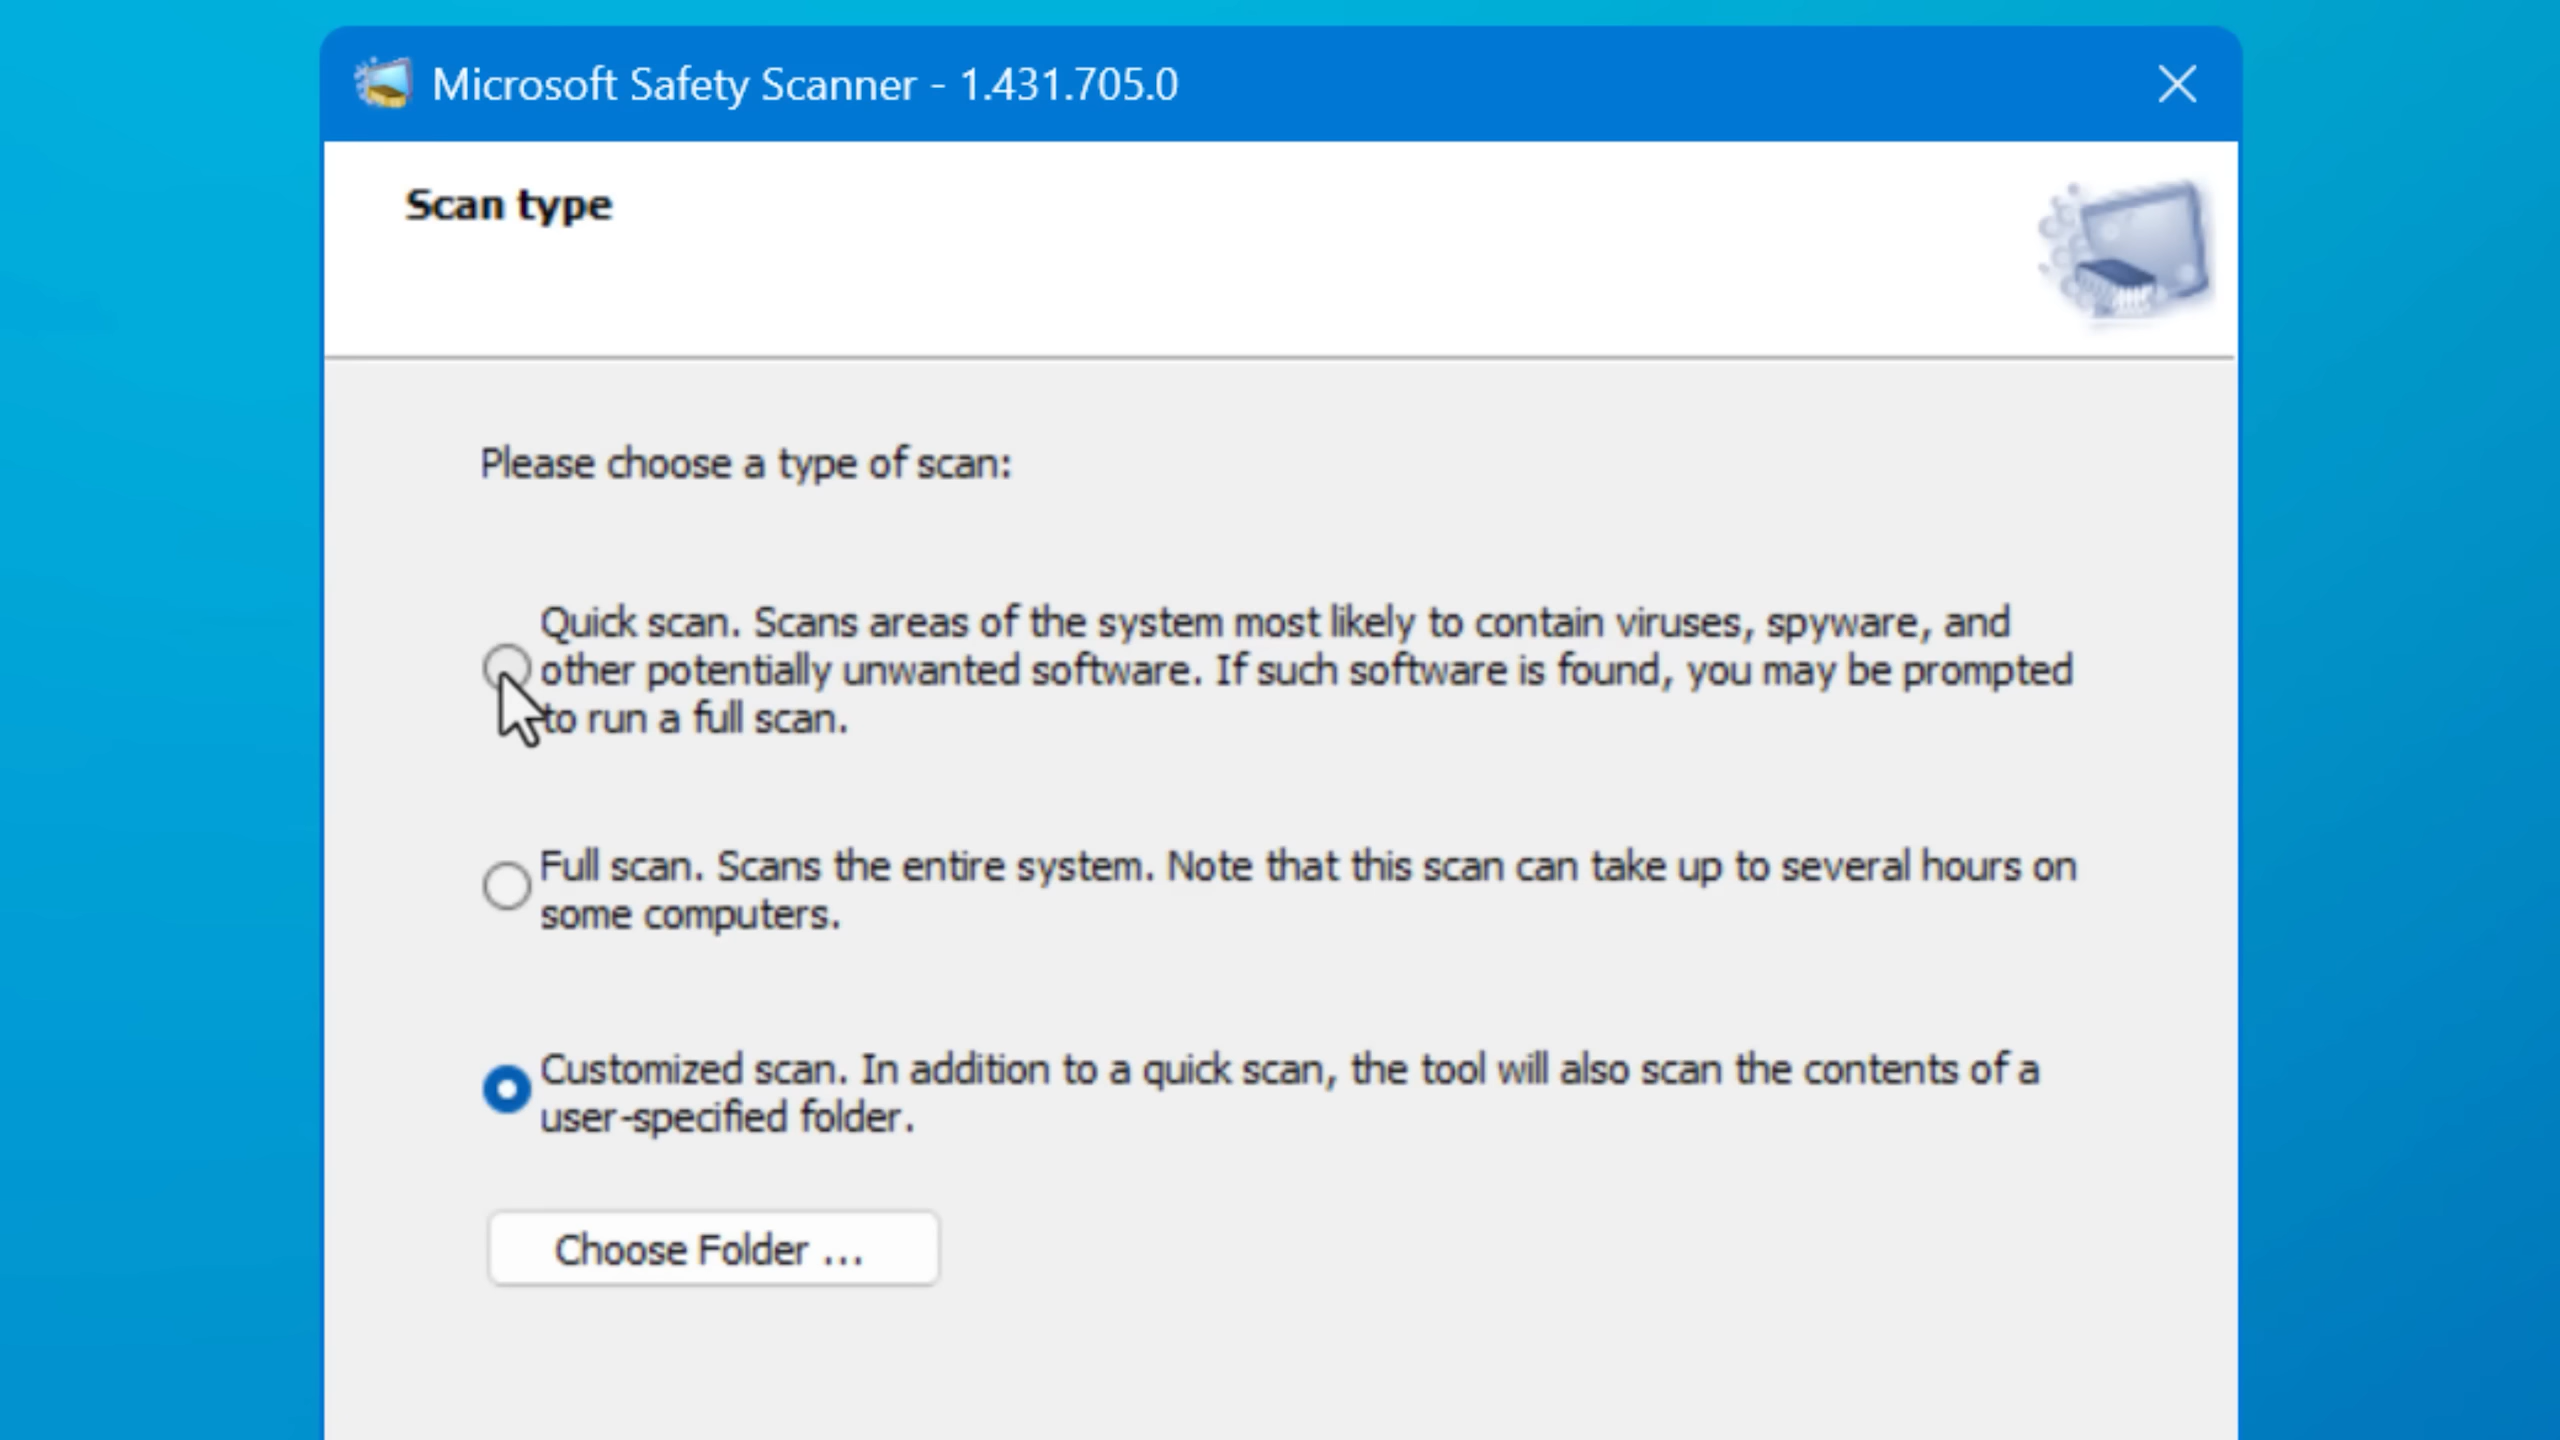 Microsoft Safety Scanner - 1.431.705.0
Scan type
Please choose a type of scan:
Quick scan. Scans areas of the system most likely to contain viruses, spyware, and
other potentially unwanted software. If such software is found, you may be prompted
to run a full scan.
Full scan. Scans the entire system. Note that this scan can take up to several hours on
some computers.
Customized scan. In addition to a quick scan, the tool will also scan the contents of a
user-specified folder.
Choose Folder ...